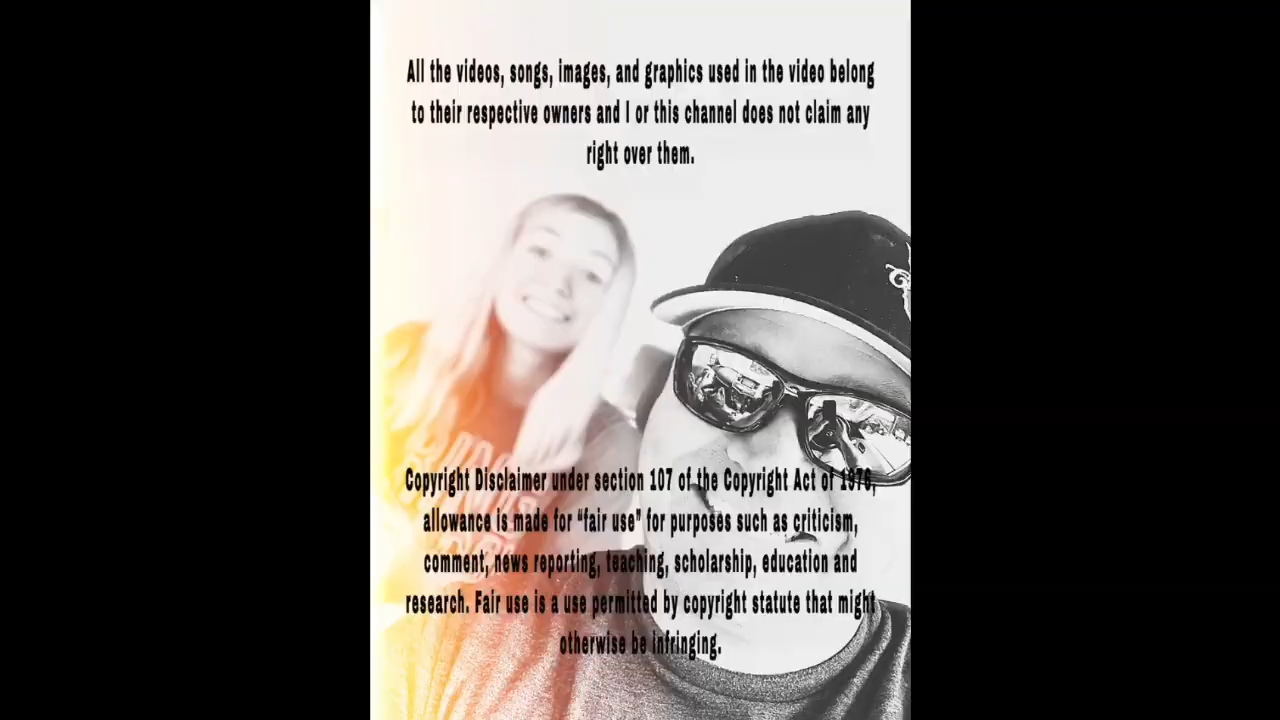 All the videos, songs, images, and graphics used in the video belong
to their respective owners and I or this channel does not claim any
right over them.
Copyright Disclaimer under section 107 of the Copyright Act of 1976,
allowance is made for “fair use” for purposes such as criticism,
comment, news reporting, teaching, scholarship, education and
research. Fair use is a use permitted by copyright statute that might
otherwise be infringing.